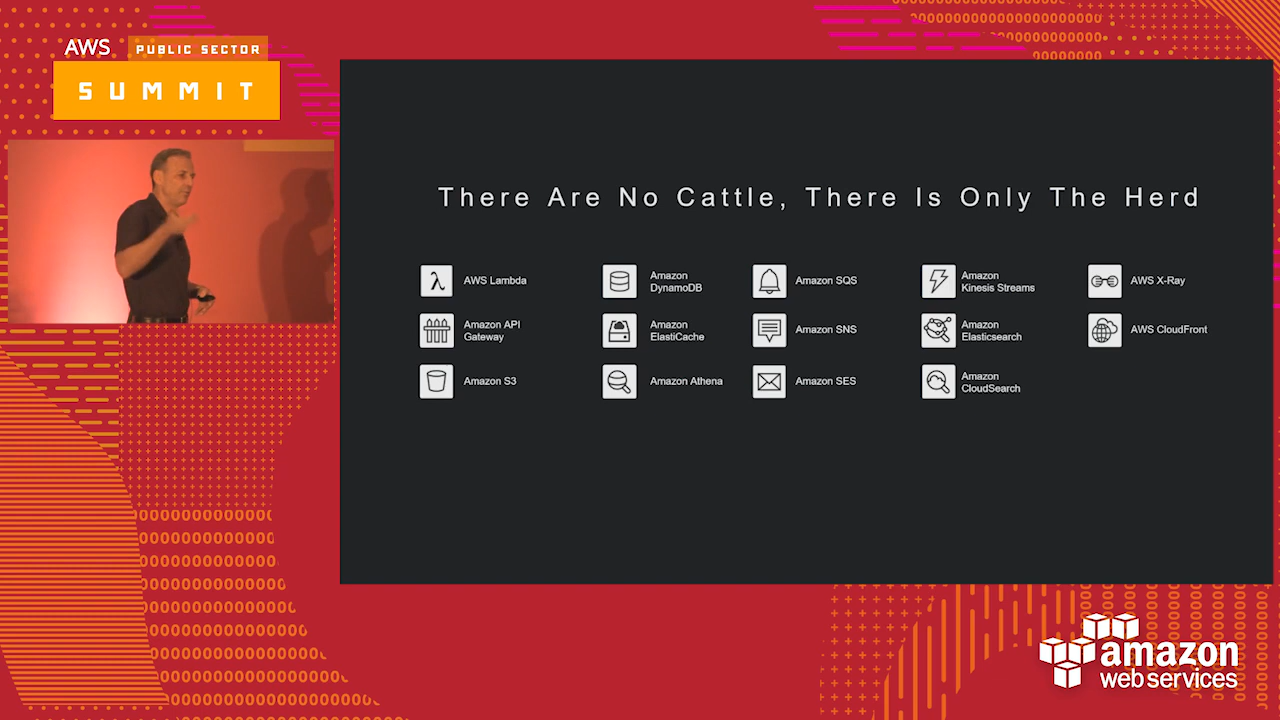 AWS PUBLIC SECTOR
SUMMIT
There Are No Cattle, There Is Only The Herd
AWS Lambda
Amazon
DynamoDB
Amazon SQS
Amazon
Kinesis Streams
AWS X-Ray
Amazon API
Gateway
Amazon
ElastiCache
Amazon SNS
Amazon
Elasticsearch
AWS CloudFront
Amazon S3
Amazon Athena
Amazon SES
Amazon
CloudSearch
amazon
web services